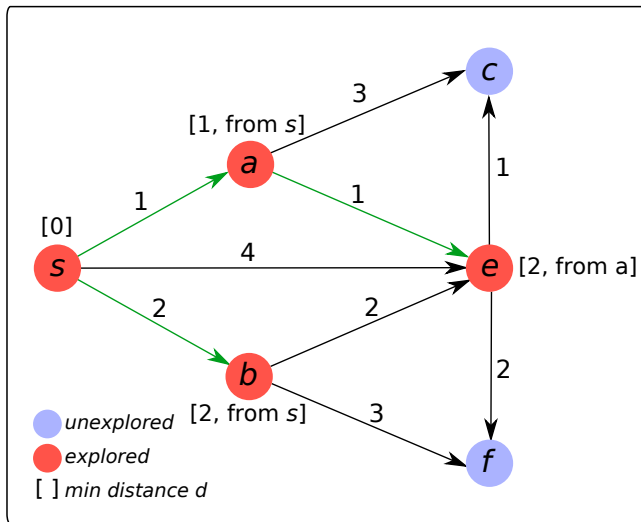 c
3
[1, from s]
a
1
1
1
[0]
4
s
e
[2, from a]
2
2
b
2
[2, from s]
3
unexplored
f
explored
[ ] min distance d